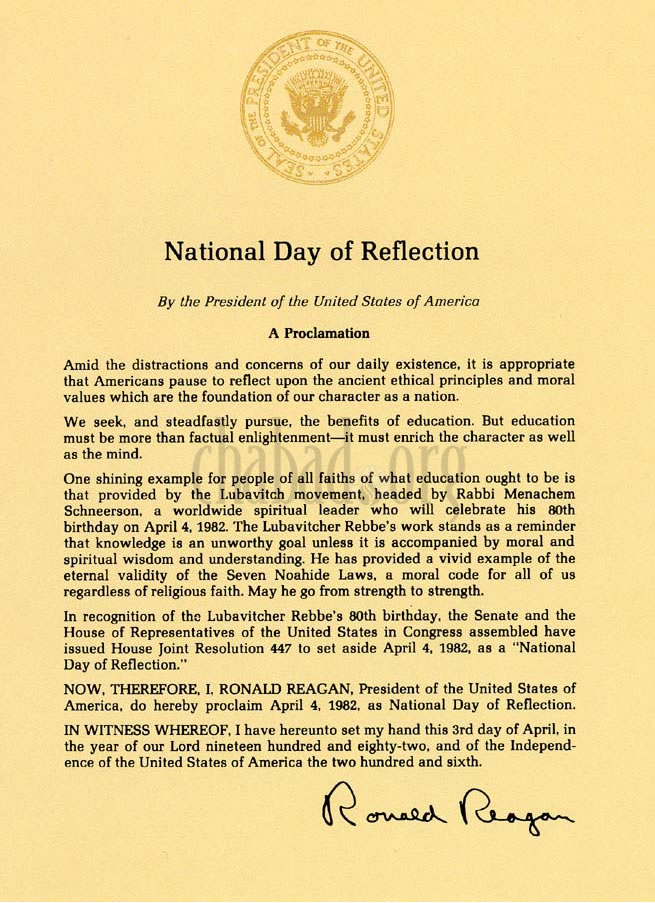 SEAL OF THE PRESIDENT OF THE UNITED STATES
National Day of Reflection
By the President of the United States of America
A Proclamation
Amid the distractions and concerns of our daily existence, it is appropriate
that Americans pause to reflect upon the ancient ethical principles and moral
values which are the foundation of our character as a nation.
We seek, and steadfastly pursue, the benefits of education. But education
must be more than factual enlightenment—it must enrich the character as well
as the mind.
chabad.org
One shining example for people of all faiths of what education ought to be is
that provided by the Lubavitch movement, headed by Rabbi Menachem
Schneerson, a worldwide spiritual leader who will celebrate his 80th
birthday on April 4, 1982. The Lubavitcher Rebbe's work stands as a reminder
that knowledge is an unworthy goal unless it is accompanied by moral and
spiritual wisdom and understanding. He has provided a vivid example of the
eternal validity of the Seven Noahide Laws, a moral code for all of us
regardless of religious faith. May he go from strength to strength.
In recognition of the Lubavitcher Rebbe's 80th birthday, the Senate and the
House of Representatives of the United States in Congress assembled have
issued House Joint Resolution 447 to set aside April 4, 1982, as a "National
Day of Reflection."
NOW, THEREFORE, I, RONALD REAGAN, President of the United States of
America, do hereby proclaim April 4, 1982, as National Day of Reflection.
IN WITNESS WHEREOF, I have hereunto set my hand this 3rd day of April, in
the year of our Lord nineteen hundred and eighty-two, and of the Independ-
ence of the United States of America the two hundred and sixth.
Ronald Reagan